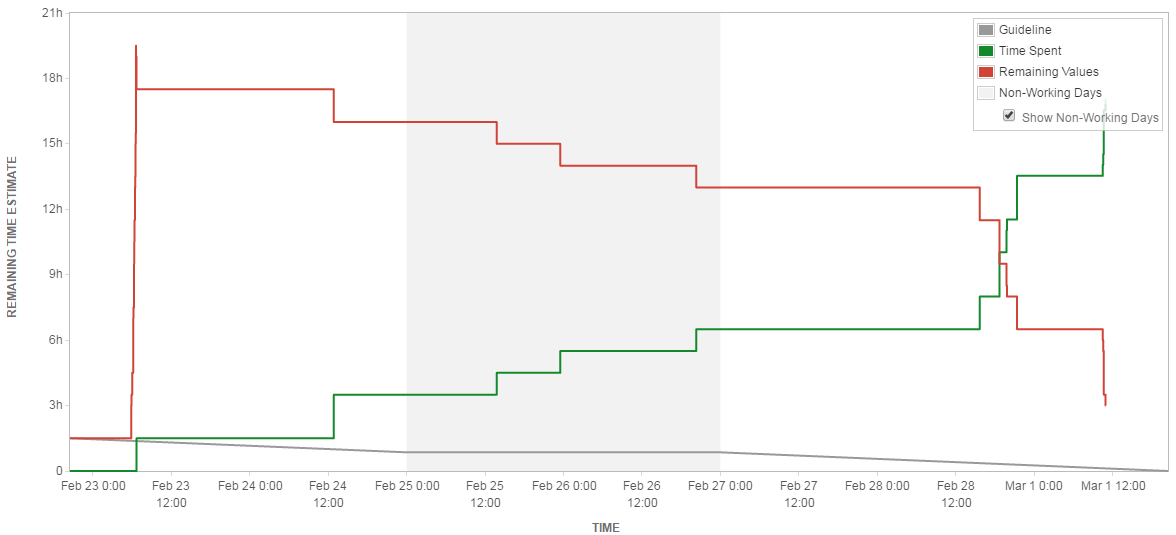 21h
18h
15h
12h
9h
6h
3h
0
REMAINING TIME ESTIMATE
Guideline
Time Spent
Remaining Values
Non-Working Days
Show Non-Working Days
Feb 23 0:00
Feb 23
12:00
Feb 24 0:00
Feb 24
12:00
Feb 25 0:00
Feb 25
12:00
Feb 26 0:00
Feb 26
12:00
Feb 27 0:00
Feb 27
12:00
Feb 28 0:00
Feb 28
12:00
Mar 1 0:00
Mar 1 12:00
TIME